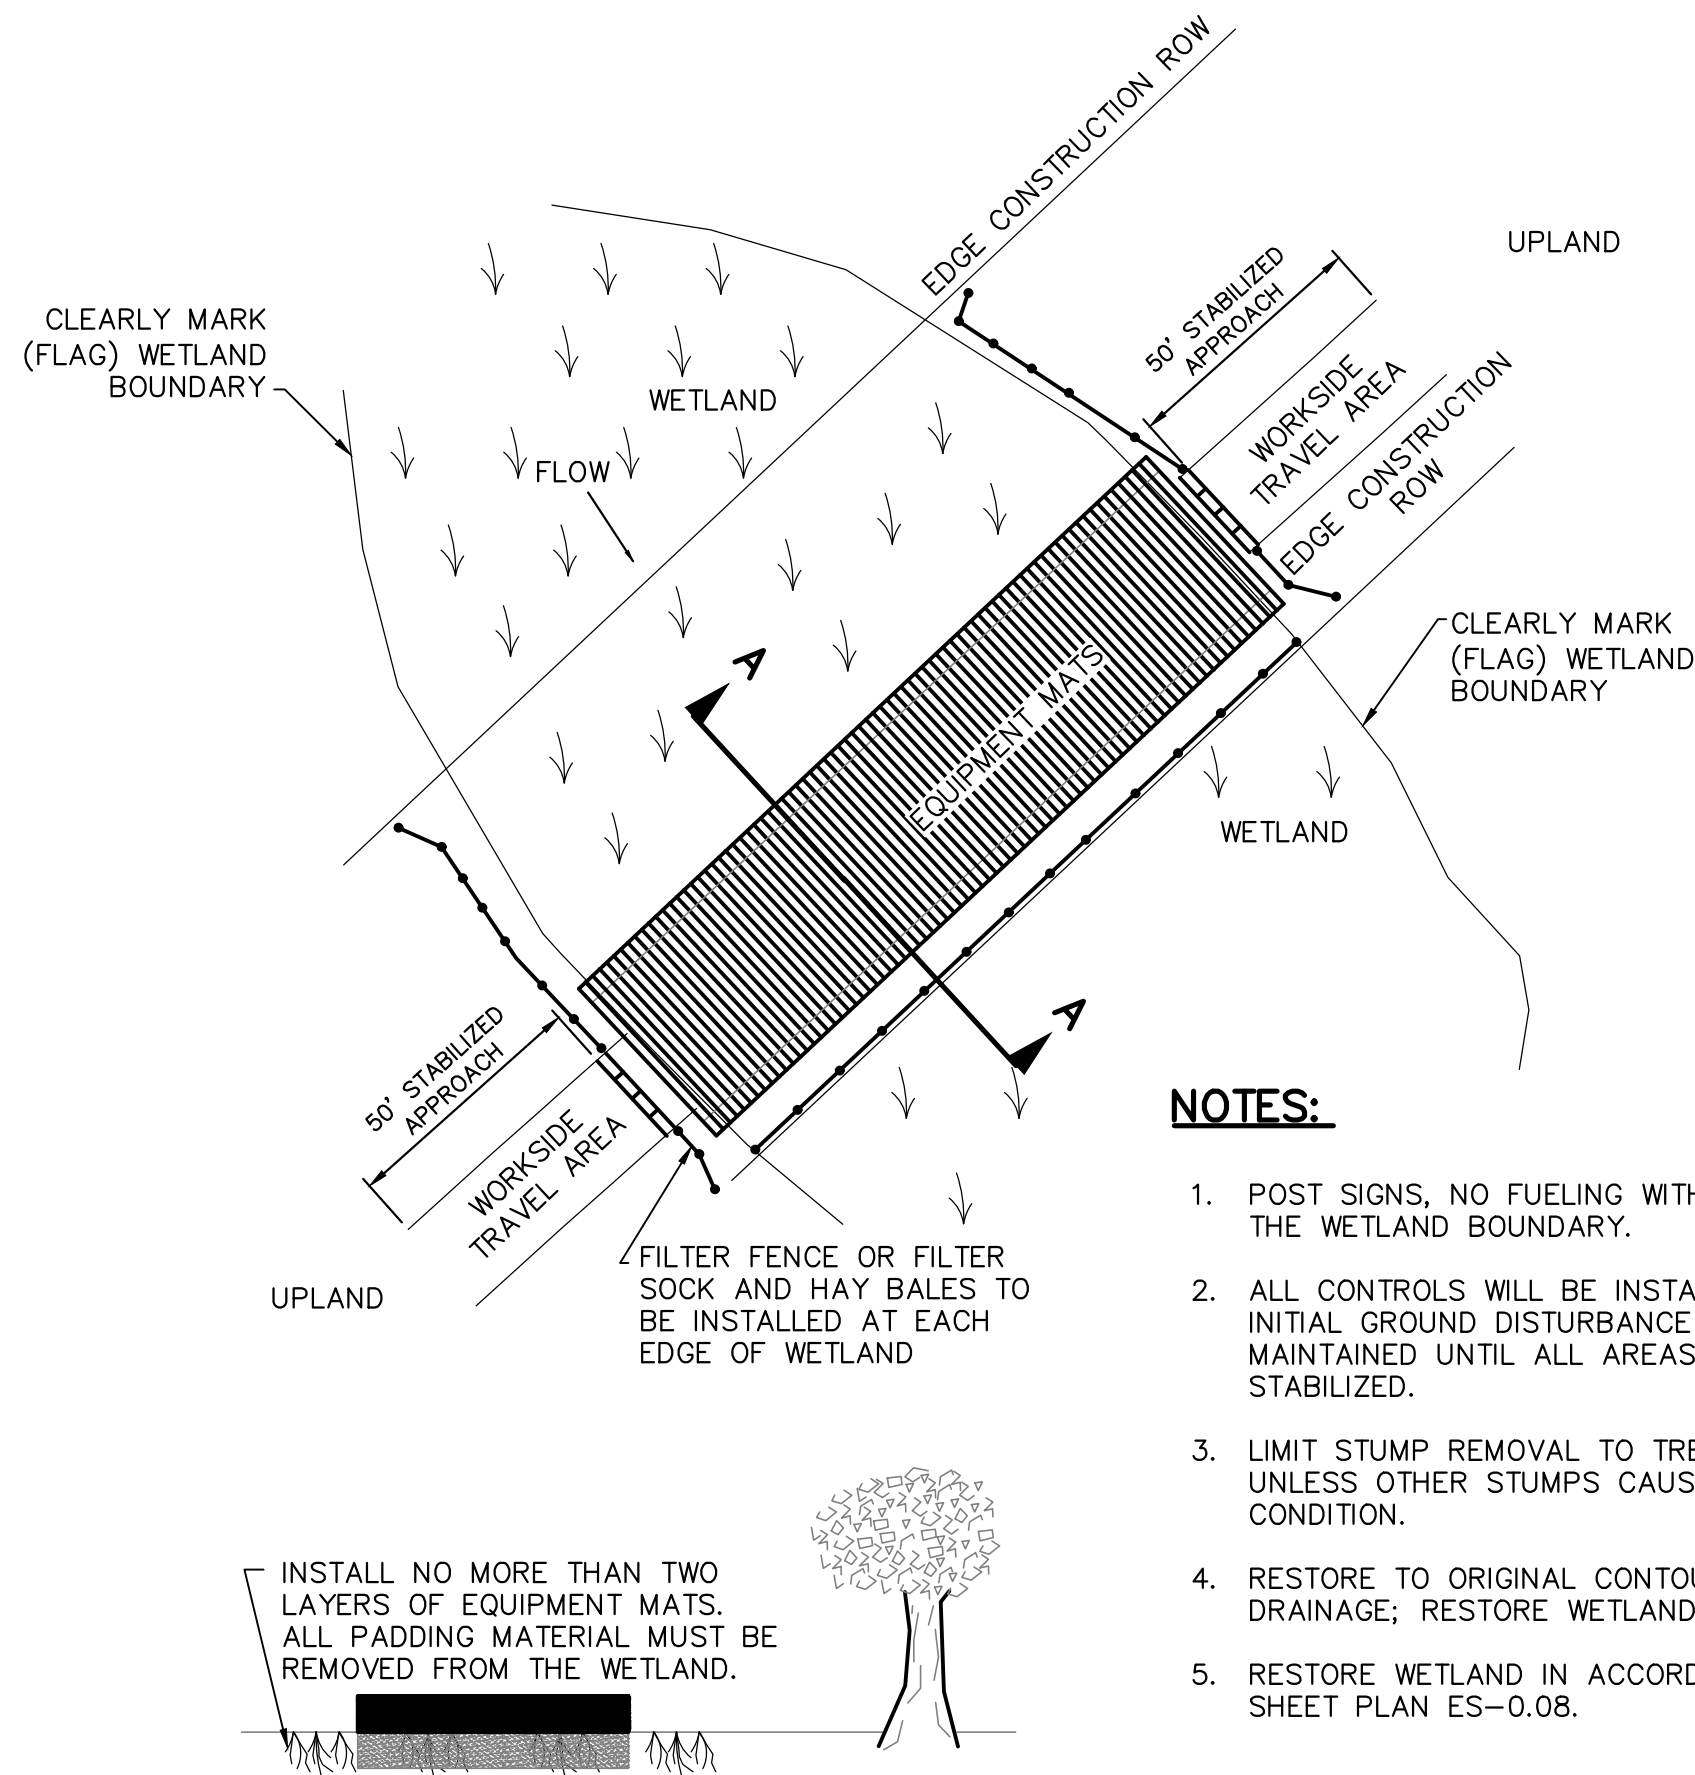 EDGE CONSTRUCTION ROW
UPLAND
50' STABILIZED
APPROACH
CLEARLY MARK
(FLAG) WETLAND
BOUNDARY
WETLAND
WORKSIDE
TRAVEL AREA
EDGE CONSTRUCTION
ROW
FLOW
CLEARLY MARK
(FLAG) WETLAND
BOUNDARY
A
EQUIPMENT MATS
WETLAND
A
50' STABILIZED
APPROACH
WORKSIDE
TRAVEL AREA
UPLAND
FILTER FENCE OR FILTER
SOCK AND HAY BALES TO
BE INSTALLED AT EACH
EDGE OF WETLAND
NOTES:
1. POST SIGNS, NO FUELING
THE WETLAND BOUNDARY.
2. ALL CONTROLS WILL BE
INITIAL GROUND DISTURBANCE
MAINTAINED UNTIL ALL AREAS
STABILIZED.
3. LIMIT STUMP REMOVAL TO
UNLESS OTHER STUMPS
CONDITION.
4. RESTORE TO ORIGINAL
DRAINAGE; RESTORE WETLAND
5. RESTORE WETLAND IN
SHEET PLAN ES-0.08.
INSTALL NO MORE THAN TWO
LAYERS OF EQUIPMENT MATS.
ALL PADDING MATERIAL MUST BE
REMOVED FROM THE WETLAND.